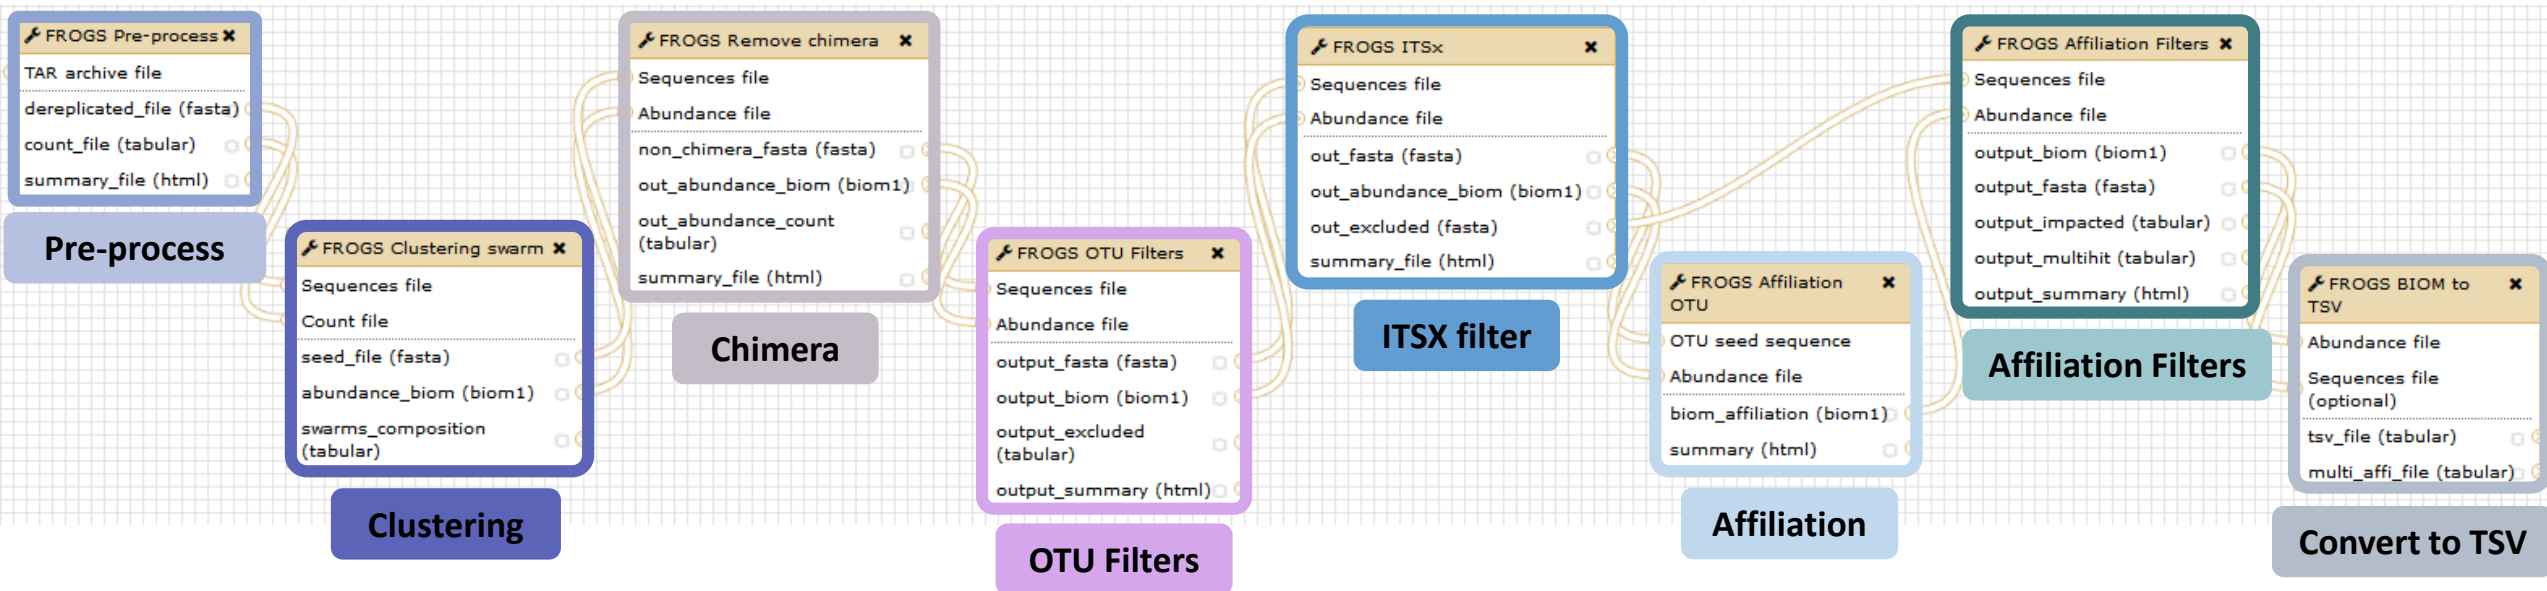 FROGS Pre-process ✖
TAR archive file
dereplicated_file (fasta)
count_file (tabular)
summary_file (html)
Pre-process
FROGS Clustering swarm ✖
Sequences file
Count file
seed_file (fasta)
abundance_biom (biom1)
swarms_composition
(tabular)
Clustering
FROGS Remove chimera ✖
Sequences file
Abundance file
non_chimera_fasta (fasta)
out_abundance_biom (biom1)
out_abundance_count
(tabular)
summary_file (html)
Chimera
FROGS OTU Filters ✖
Sequences file
Abundance file
output_fasta (fasta)
output_biom (biom1)
output_excluded
(tabular)
output_summary (html)
OTU Filters
FROGS ITSx ✖
Sequences file
Abundance file
out_fasta (fasta)
out_abundance_biom (biom1)
out_excluded (fasta)
summary_file (html)
ITSX filter
FROGS Affiliation ✖
OTU
OTU seed sequence
Abundance file
biom_affiliation (biom1)
summary (html)
Affiliation
FROGS Affiliation Filters ✖
Sequences file
Abundance file
output_biom (biom1)
output_fasta (fasta)
output_impacted (tabular)
output_multihit (tabular)
output_summary (html)
Affiliation Filters
FROGS BIOM to ✖
TSV
Abundance file
Sequences file
(optional)
tsv_file (tabular)
multi_affi_file (tabular)
Convert to TSV